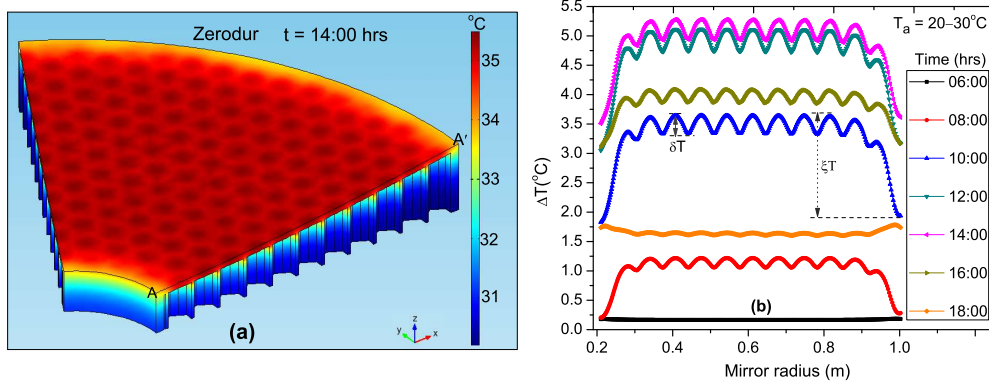 Zerodur t = 14:00 hrs
°C
35
34
33
32
31
A'
A
(a)
z
y
x
5.5
5.0
4.5
4.0
3.5
3.0
2.5
2.0
1.5
1.0
0.5
0.0
ΔT(°C)
0.2 0.4 0.6 0.8 1.0
Mirror radius (m)
δT
ξT
(b)
Tₐ = 20–30°C
Time (hrs)
06:00
08:00
10:00
12:00
14:00
16:00
18:00